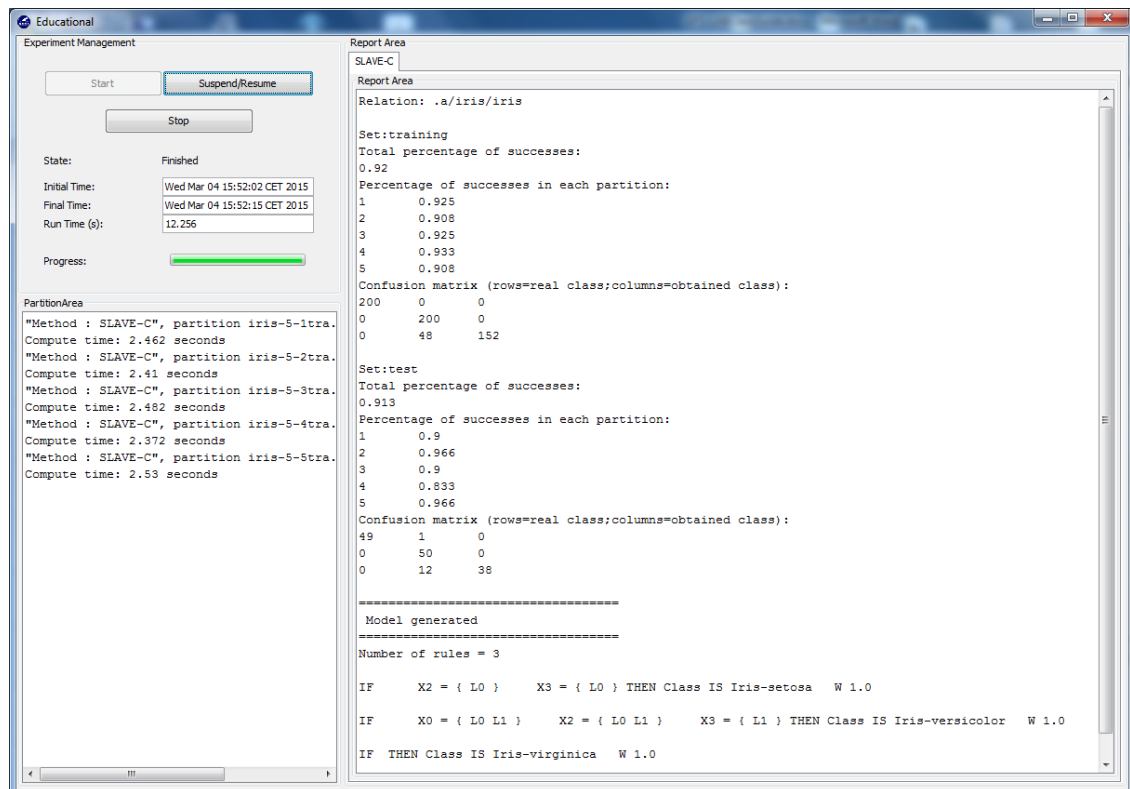 Educational
Experiment Management
Start
Suspend/Resume
Stop
State: Finished
Initial Time: Wed Mar 04 15:52:02 CET 2015
Final Time: Wed Mar 04 15:52:15 CET 2015
Run Time (s): 12.256
Progress:
PartitionArea
"Method : SLAVE-C", partition iris-5-1tra.
Compute time: 2.462 seconds
"Method : SLAVE-C", partition iris-5-2tra.
Compute time: 2.41 seconds
"Method : SLAVE-C", partition iris-5-3tra.
Compute time: 2.482 seconds
"Method : SLAVE-C", partition iris-5-4tra.
Compute time: 2.372 seconds
"Method : SLAVE-C", partition iris-5-5tra.
Compute time: 2.53 seconds
Report Area
SLAVE-C
Report Area
Relation: .a/iris/iris
Set:training
Total percentage of successes:
0.92
Percentage of successes in each partition:
1 0.925
2 0.908
3 0.925
4 0.933
5 0.908
Confusion matrix (rows=real class;columns=obtained class):
200 0 0
0 200 0
0 48 152
Set:test
Total percentage of successes:
0.913
Percentage of successes in each partition:
1 0.9
2 0.966
3 0.9
4 0.833
5 0.966
Confusion matrix (rows=real class;columns=obtained class):
49 1 0
0 50 0
0 12 38
===================================
Model generated
===================================
Number of rules = 3
IF X2 = { L0 } X3 = { L0 } THEN Class IS Iris-setosa W 1.0
IF X0 = { L0 L1 } X2 = { L0 L1 } X3 = { L1 } THEN Class IS Iris-versicolor W 1.0
IF THEN Class IS Iris-virginica W 1.0